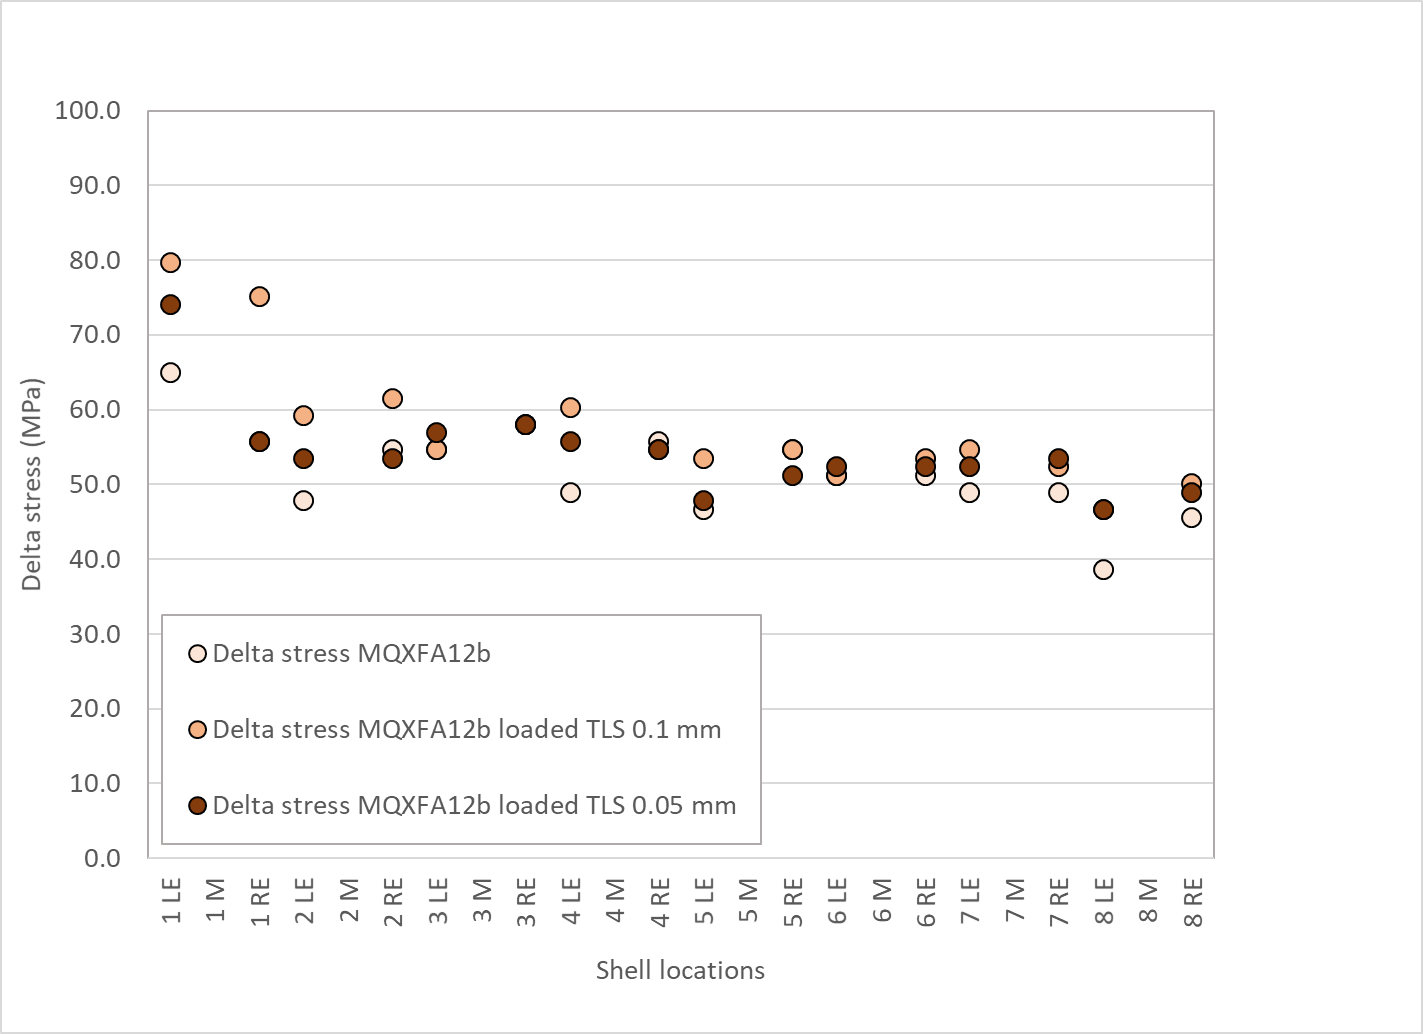 100.0
90.0
80.0
70.0
60.0
50.0
40.0
30.0
20.0
10.0
0.0
Delta stress (MPa)
Delta stress MQXFA12b
Delta stress MQXFA12b loaded TLS 0.1 mm
Delta stress MQXFA12b loaded TLS 0.05 mm
1 LE
1 M
1 RE
2 LE
2 M
2 RE
3 LE
3 M
3 RE
4 LE
4 M
4 RE
5 LE
5 M
5 RE
6 LE
6 M
6 RE
7 LE
7 M
7 RE
8 LE
8 M
8 RE
Shell locations